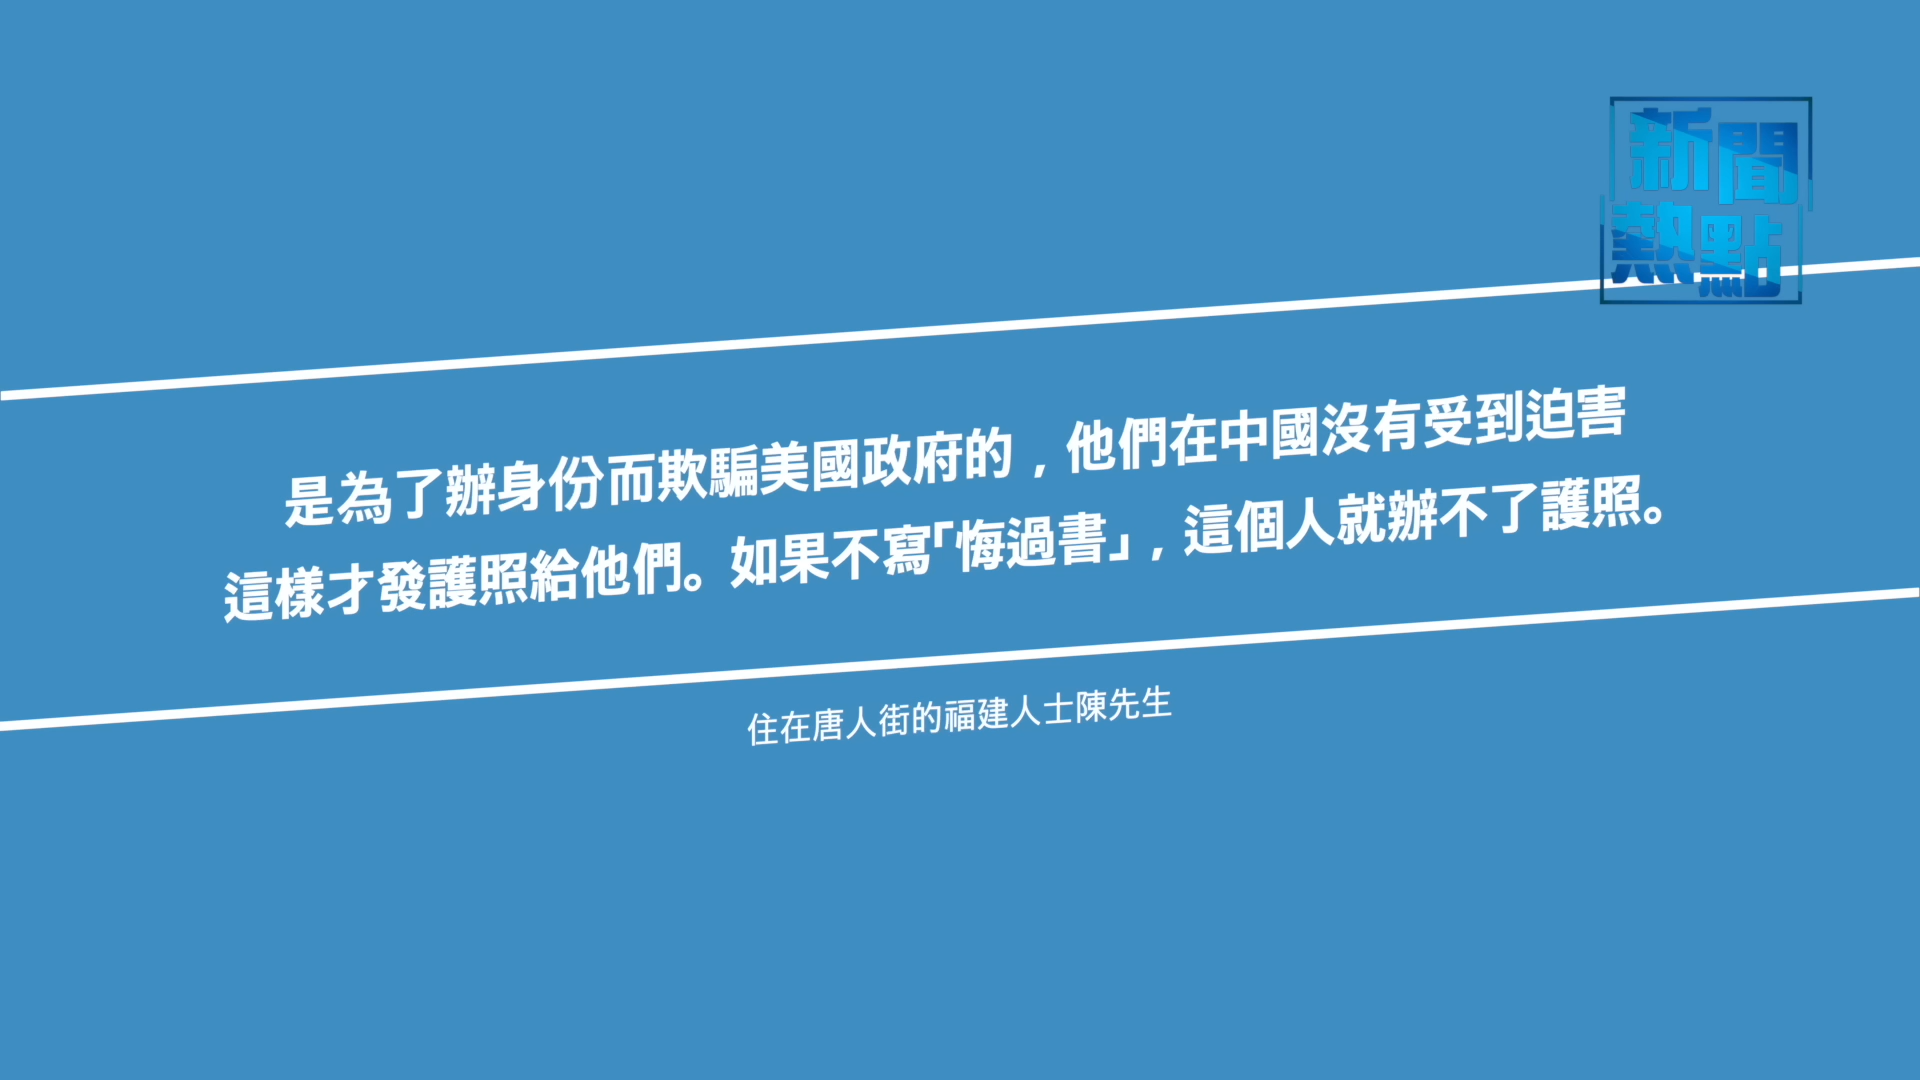 新聞
熱點
是為了辦身份而欺騙美國政府的，他們在中國沒有受到迫害
這樣才發護照給他們。如果不寫「悔過書」，這個人就辦不了護照。
住在唐人街的福建人士陳先生